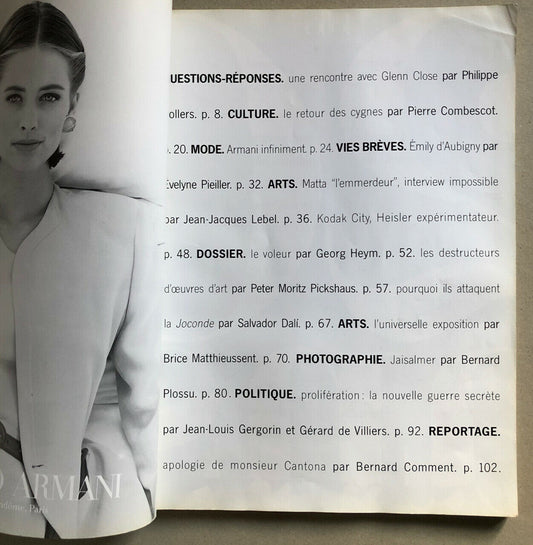 UESTIONS-RÉPONSES. une rencontre avec Glenn Close par Philippe
ollers. p. 8. CULTURE. le retour des cygnes par Pierre Combescot.
. 20. MODE. Armani infiniment. p. 24. VIES BRÈVES. Émily d'Aubigny par
Evelyne Pieiller. p. 32. ARTS. Matta "l'emmerdeur", interview impossible
par Jean-Jacques Lebel. p. 36. Kodak City, Heisler expérimentateur.
p. 48. DOSSIER. le voleur par Georg Heym. p. 52. les destructeurs
d'œuvres d'art par Peter Moritz Pickshaus. p. 57. pourquoi ils attaquent
la Joconde par Salvador Dalí. p. 67. ARTS. l'universelle exposition par
Brice Matthieussent. p. 70. PHOTOGRAPHIE. Jaisalmer par Bernard
Plossu. p. 80. POLITIQUE. prolifération : la nouvelle guerre secrète
par Jean-Louis Gergorin et Gérard de Villiers. p. 92. REPORTAGE.
apologie de monsieur Cantona par Bernard Comment. p. 102.
O ARMANI
ndôme, Paris